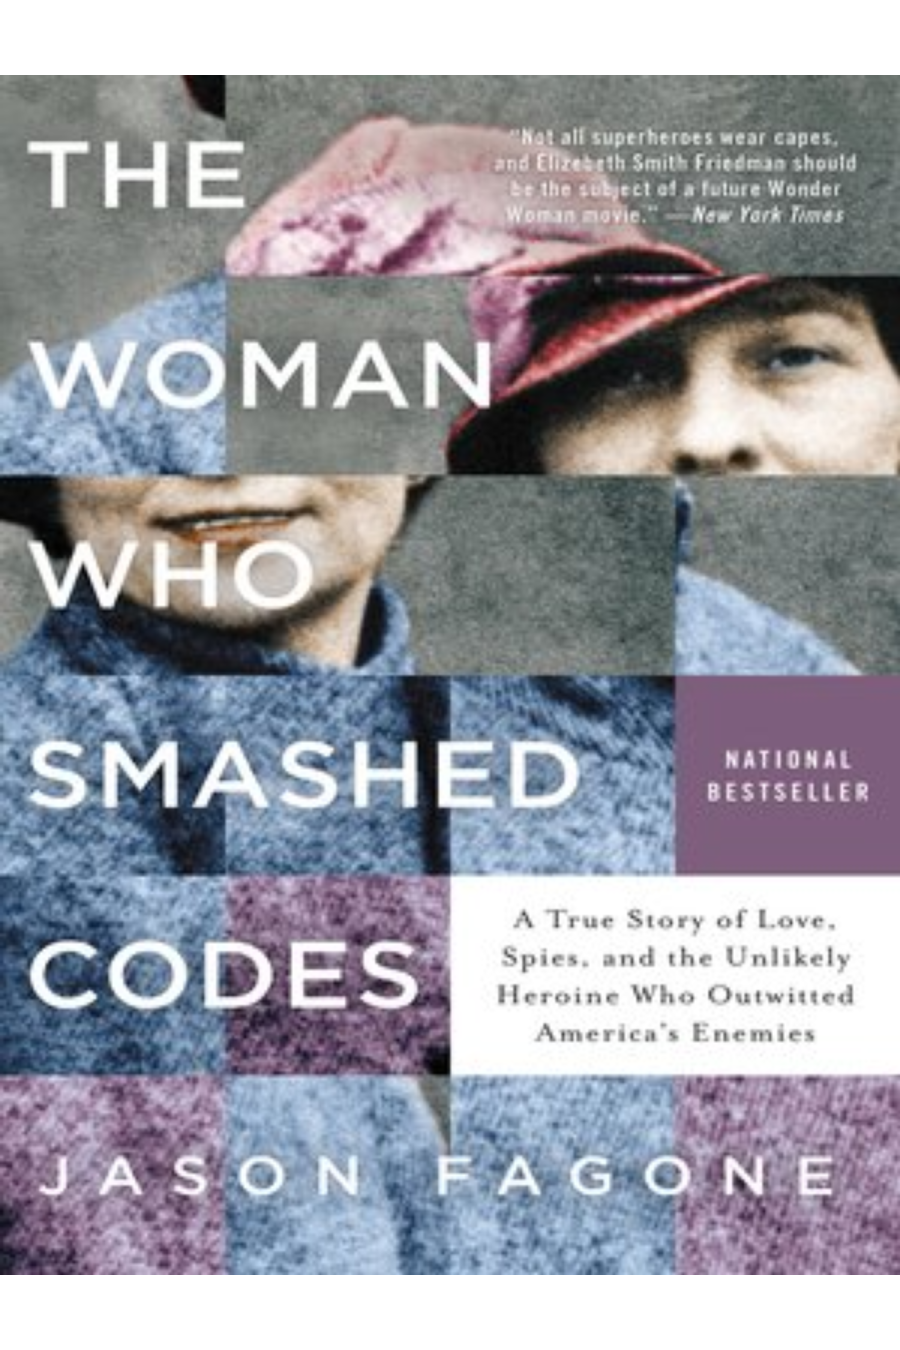 THE
"Not all superheroes wear capes,
and Elizebeth Smith Friedman should
be the subject of a future Wonder
Woman movie." —New York Times
WOMAN
WHO
SMASHED
NATIONAL
BESTSELLER
CODES
A True Story of Love,
Spies, and the Unlikely
Heroine Who Outwitted
America's Enemies
JASON FAGONE